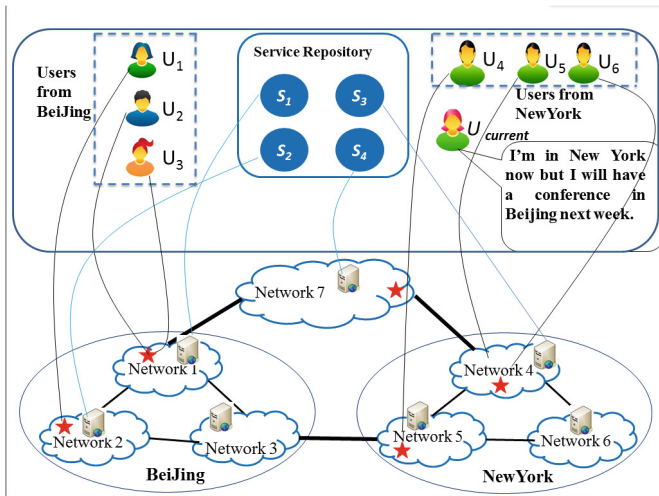 Users
from
BeiJing
U1
U2
U3
Service Repository
S1
S3
S2
S4
U4
U5
U6
Users from
NewYork
U current
I'm in New York
now but I will have
a conference in
Beijing next week.
Network 7
Network 1
Network 2
Network 3
BeiJing
Network 4
Network 5
Network 6
NewYork